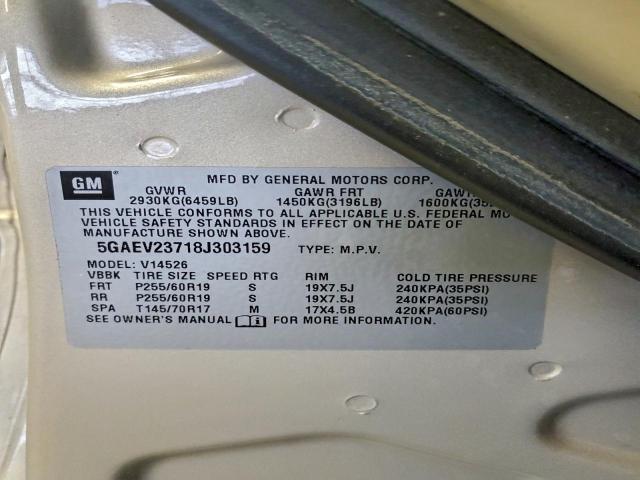 GM
MFD BY GENERAL MOTORS CORP.
GVWR GAWR FRT
2930KG(6459LB) 1450KG(3196LB) 1600KG
THIS VEHICLE CONFORMS TO ALL APPLICABLE U.S. FEDERAL
VEHICLE SAFETY STANDARDS IN EFFECT ON THE DATE OF
MANUFACTURE SHOWN ABOVE.
5GAEV23718J303159 TYPE: M.P.V.
MODEL: V14526
VBBK TIRE SIZE SPEED RTG RIM COLD TIRE PRESSURE
FRT P255/60R19 S 19X7.5J 240KPA(35PSI)
RR P255/60R19 S 19X7.5J 240KPA(35PSI)
SPA T145/70R17 M 17X4.5B 420KPA(60PSI)
SEE OWNER'S MANUAL FOR MORE INFORMATION.